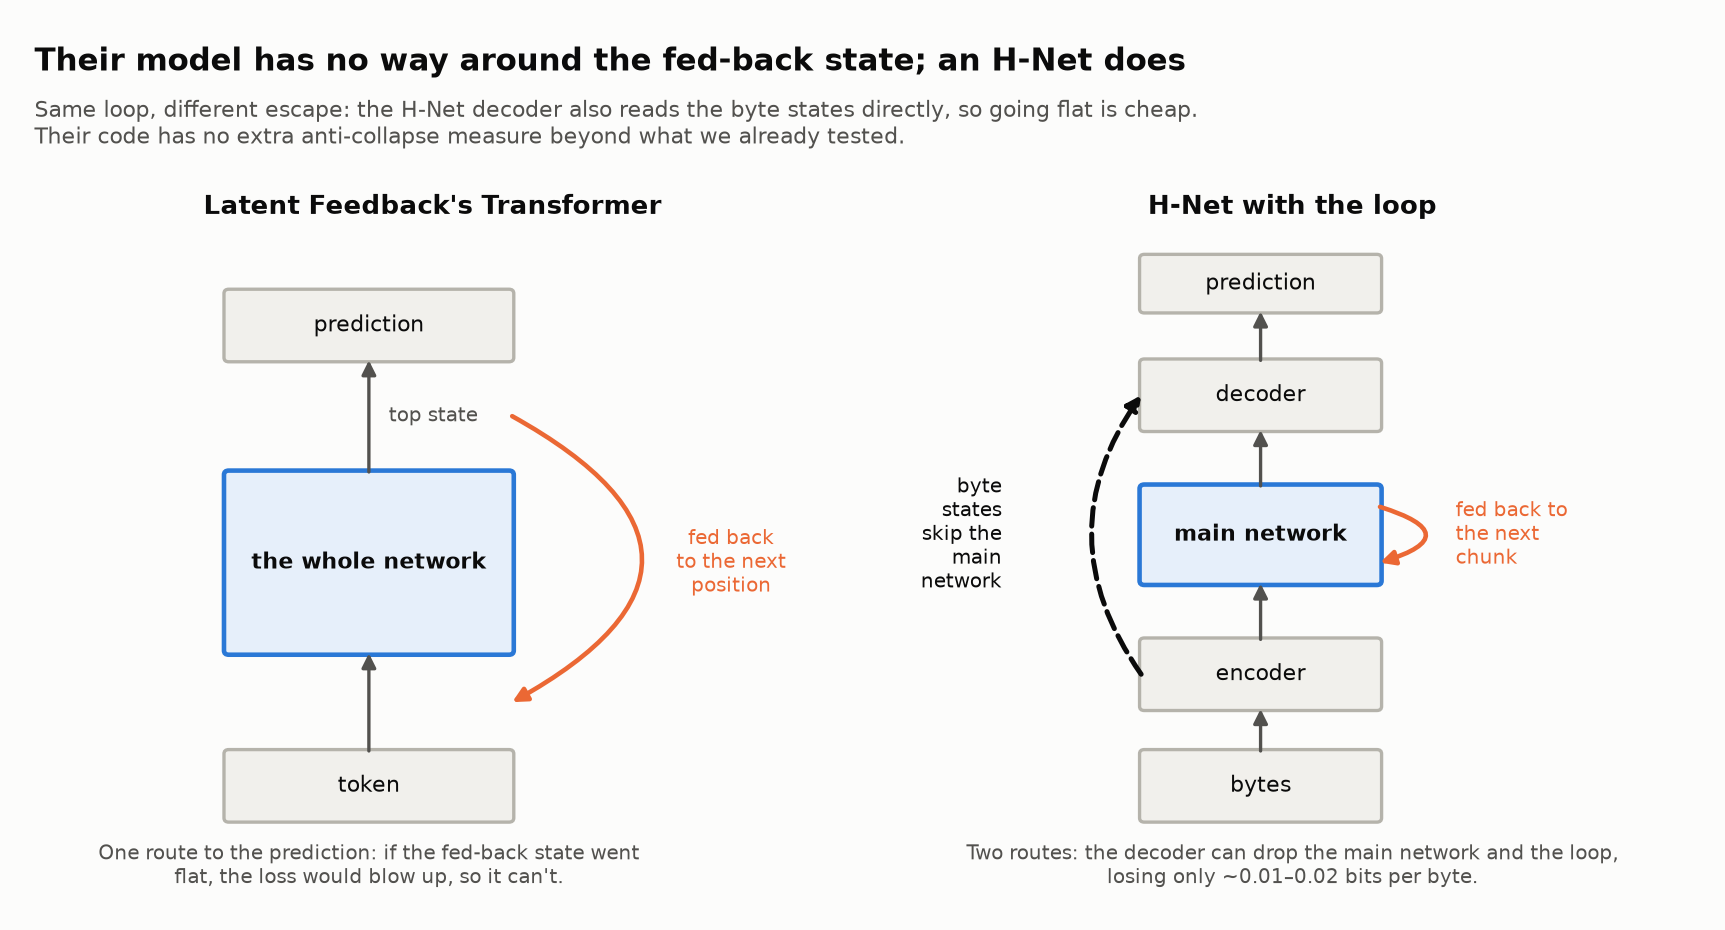 Their model has no way around the fed-back state; an H-Net does
Same loop, different escape: the H-Net decoder also reads the byte states directly, so going flat is cheap.
Their code has no extra anti-collapse measure beyond what we already tested.
Latent Feedback's Transformer
prediction
top state
the whole network
fed back
to the next
position
token
One route to the prediction: if the fed-back state went
flat, the loss would blow up, so it can't.
H-Net with the loop
prediction
decoder
byte
states
skip the
main
network
main network
fed back to
the next
chunk
encoder
bytes
Two routes: the decoder can drop the main network and the loop,
losing only ~0.01–0.02 bits per byte.